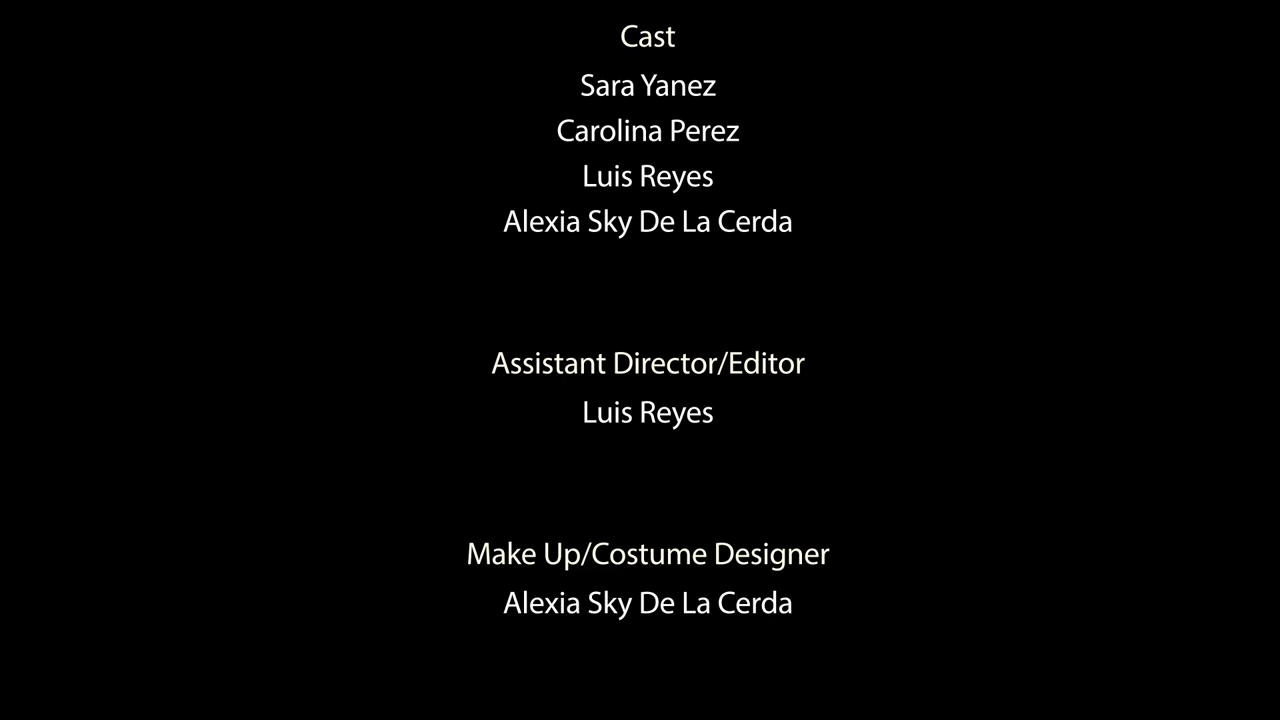 Cast
Sara Yanez
Carolina Perez
Luis Reyes
Alexia Sky De La Cerda
Assistant Director/Editor
Luis Reyes
Make Up/Costume Designer
Alexia Sky De La Cerda